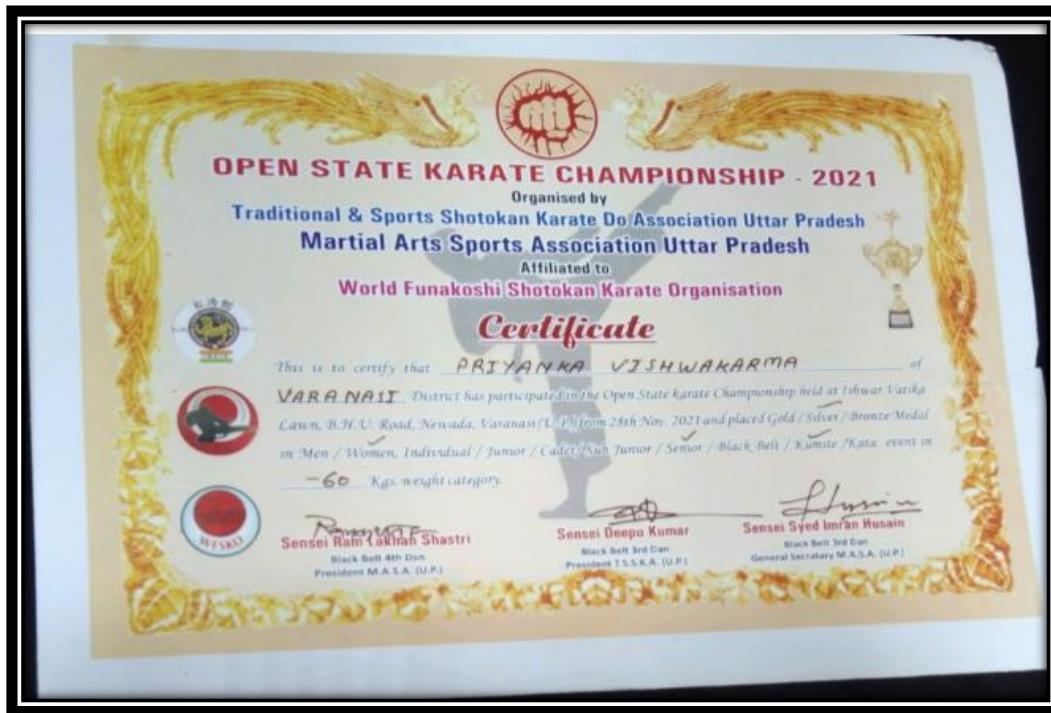 OPEN STATE KARATE CHAMPIONSHIP - 2021
Organised by
Traditional & Sports Shotokan Karate Do Association Uttar Pradesh
Martial Arts Sports Association Uttar Pradesh
Affiliated to
World Funakoshi Shotokan Karate Organisation
Certificate
This is to certify that PRIYANKA VISHWAKARMA of
VARANASI District has participated in the Open State karate Championship held at Ishwar Vatika
Lawn, B.H.U. Road, Newada, Varanasi (U.P.) from 28th Nov. 2021 and placed Gold / Silver / Bronze Medal
in Men / Women, Individual / Junior / Cadet / Sub Junior / Senior / Black Belt / Kumite / Kata event in
-60 Kgs. weight category.
WFSKO
Sensei Ram Lakhan Shastri
Black Belt 4th Dan
President M.A.S.A. (U.P.)
Sensei Deepu Kumar
Black Belt 3rd Dan
President T.S.S.K.A. (U.P.)
Sensei Syed Imran Husain
Black Belt 3rd Dan
General Secratary M.A.S.A. (U.P.)